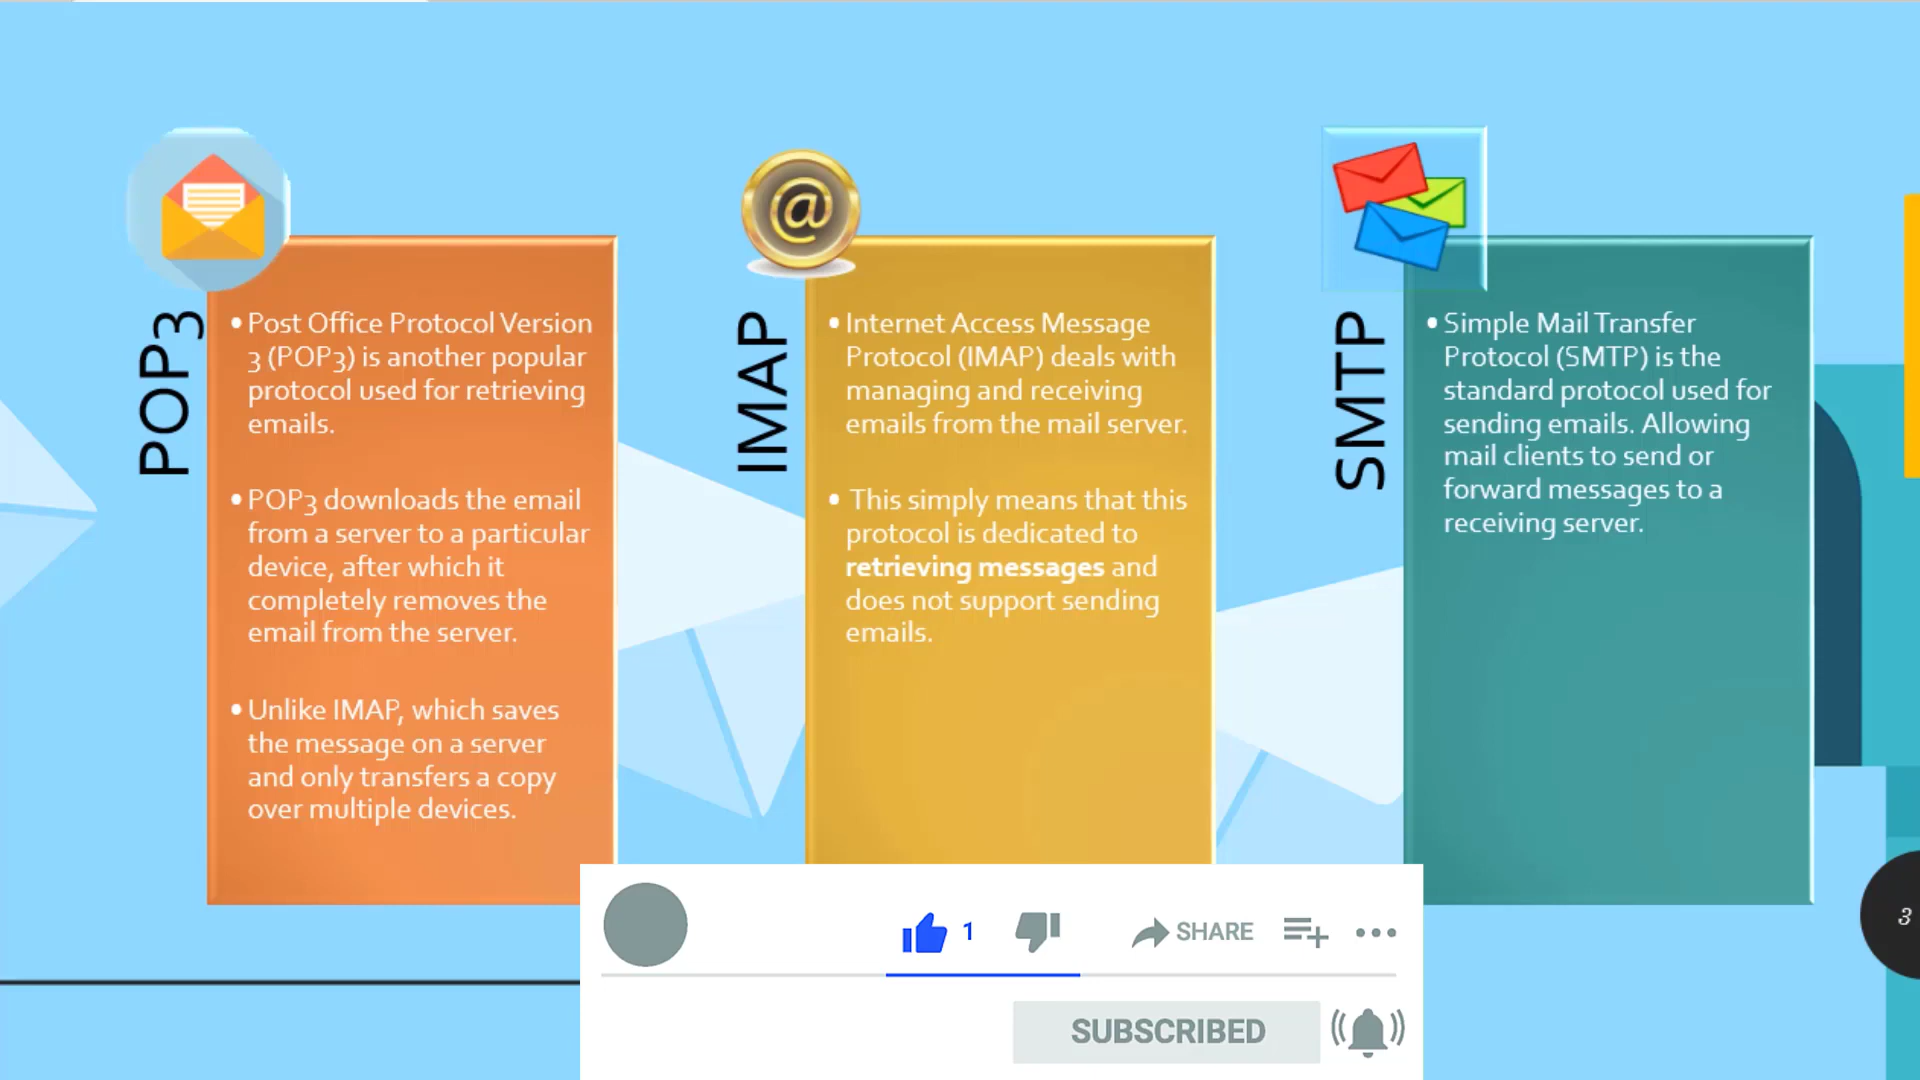 POP3
• Post Office Protocol Version
3 (POP3) is another popular
protocol used for retrieving
emails.
• POP3 downloads the email
from a server to a particular
device, after which it
completely removes the
email from the server.
• Unlike IMAP, which saves
the message on a server
and only transfers a copy
over multiple devices.
@
IMAP
• Internet Access Message
Protocol (IMAP) deals with
managing and receiving
emails from the mail server.
• This simply means that this
protocol is dedicated to
retrieving messages and
does not support sending
emails.
SMTP
• Simple Mail Transfer
Protocol (SMTP) is the
standard protocol used for
sending emails. Allowing
mail clients to send or
forward messages to a
receiving server.
3
1
SHARE
SUBSCRIBED